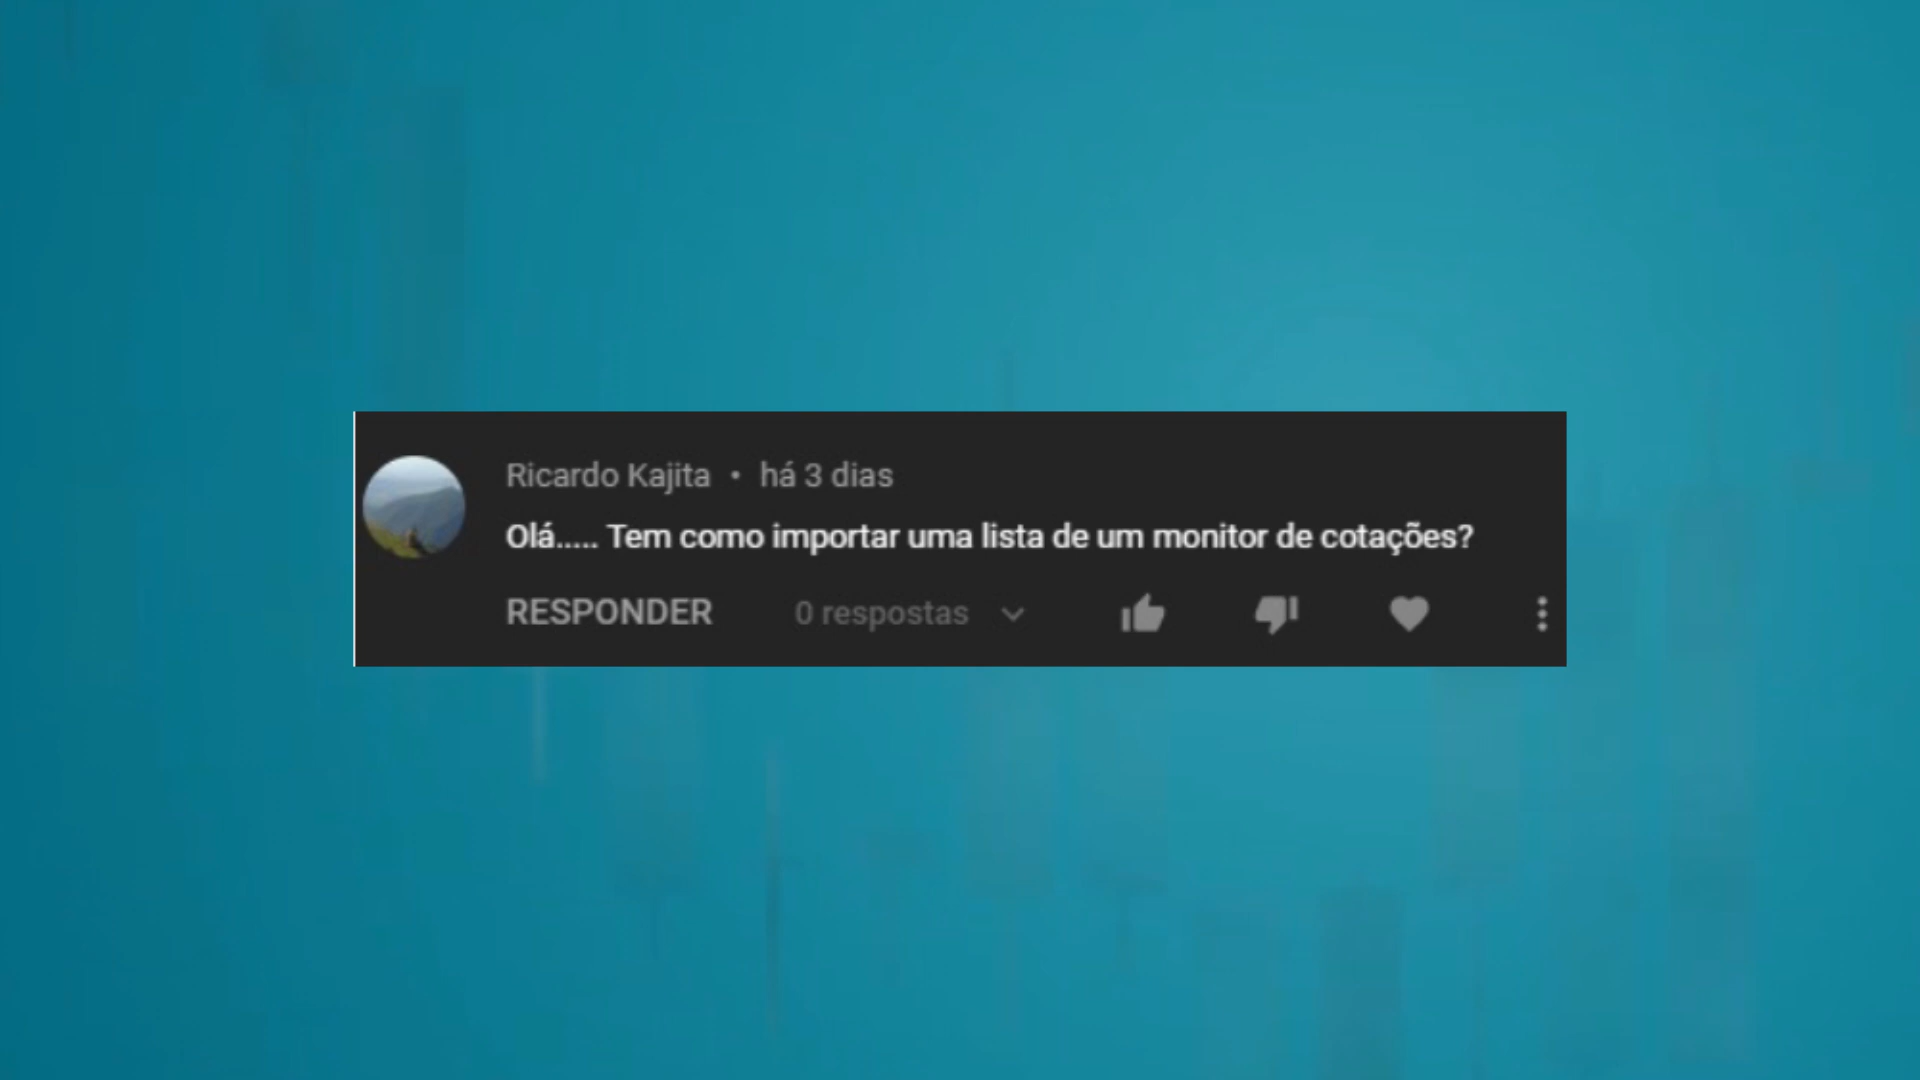 Ricardo Kajita • há 3 dias
Olá..... Tem como importar uma lista de um monitor de cotações?
RESPONDER 0 respostas